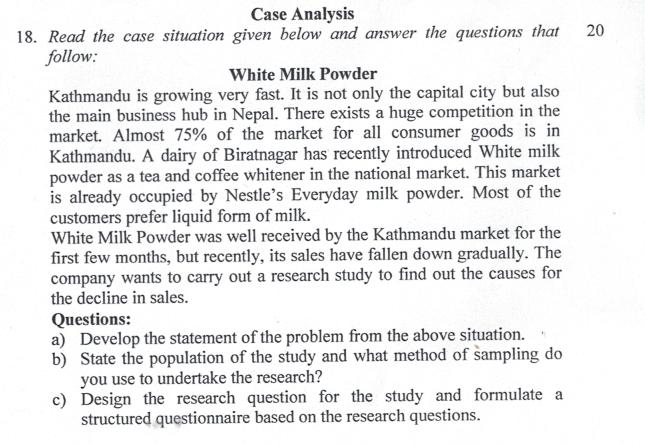 Case Analysis
18. Read the case situation given below and answer the questions that 20
follow:
White Milk Powder
Kathmandu is growing very fast. It is not only the capital city but also
the main business hub in Nepal. There exists a huge competition in the
market. Almost 75% of the market for all consumer goods is in
Kathmandu. A dairy of Biratnagar has recently introduced White milk
powder as a tea and coffee whitener in the national market. This market
is already occupied by Nestle's Everyday milk powder. Most of the
customers prefer liquid form of milk.
White Milk Powder was well received by the Kathmandu market for the
first few months, but recently, its sales have fallen down gradually. The
company wants to carry out a research study to find out the causes for
the decline in sales.
Questions:
a) Develop the statement of the problem from the above situation.
b) State the population of the study and what method of sampling do
you use to undertake the research?
c) Design the research question for the study and formulate a
structured questionnaire based on the research questions.